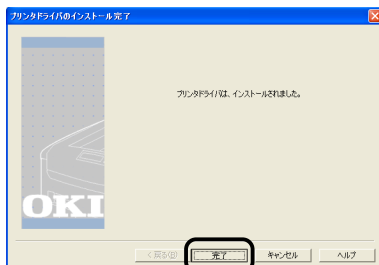 プリンタドライバのインストール完了
プリンタドライバは、インストールされました。
OKI
< 戻る(B)
完了
キャンセル
ヘルプ